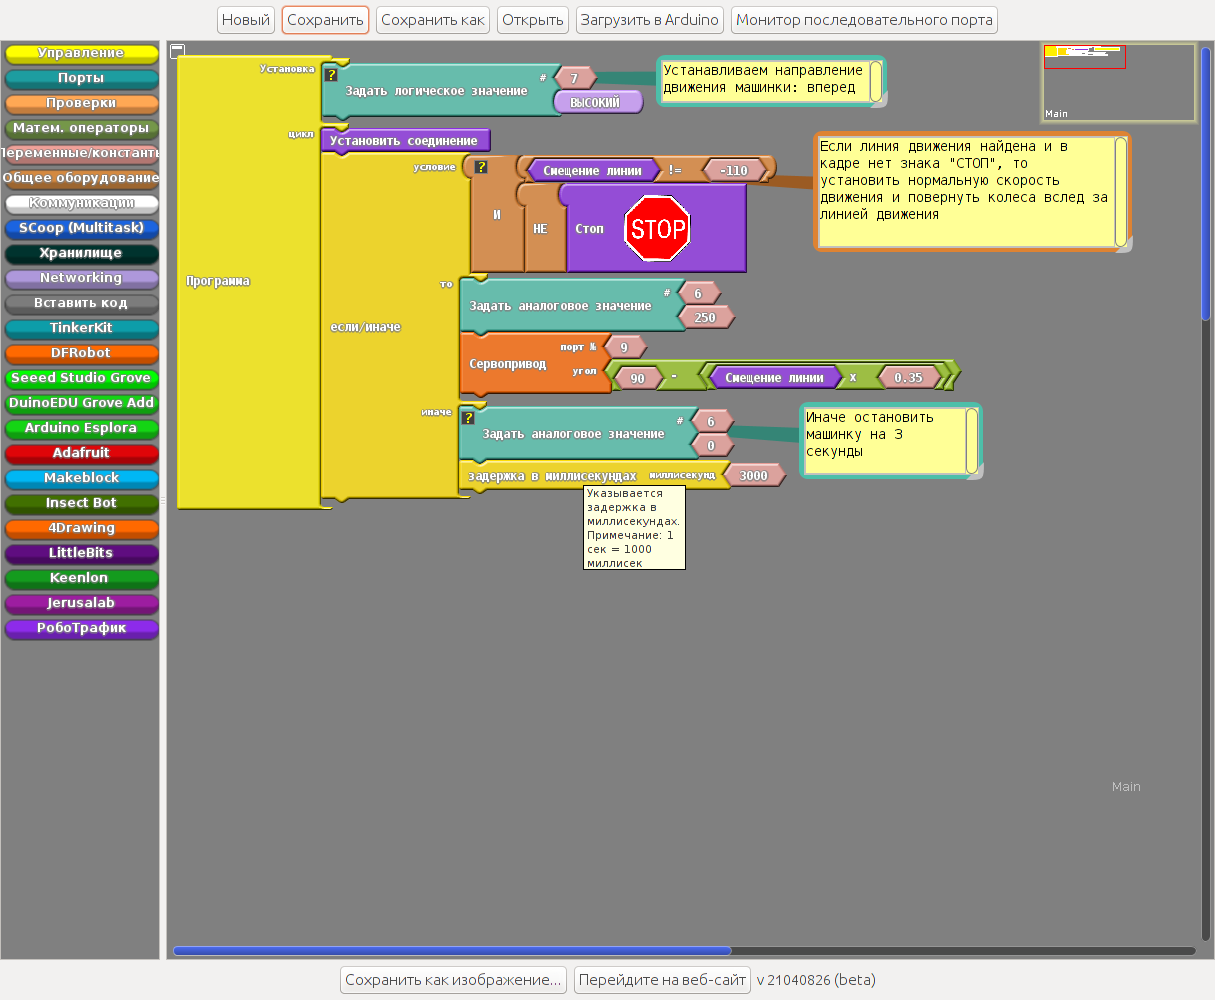 Новый Сохранить Сохранить как Открыть Загрузить в Arduino Монитор последовательного порта
Управление
Порты
Проверки
Матем. операторы
Переменные/константы
Общее оборудование
Коммуникации
SCoop (Multitask)
Хранилище
Networking
Вставить код
TinkerKit
DFRobot
Seeed Studio Grove
DuinoEDU Grove Add
Arduino Esplora
Adafruit
Makeblock
Insect Bot
4Drawing
LittleBits
Keenlon
Jerusalab
РобоТрафик
Программа
Установка
?
Задать логическое значение
# 7
ВЫСОКИЙ
Устанавливаем направление
движения машинки: вперед
цикл
Установить соединение
если/иначе
условие
?
И
Смещение линии != -110
НЕ
Стоп
STOP
Если линия движения найдена и в
кадре нет знака "СТОП", то
установить нормальную скорость
движения и повернуть колеса вслед за
линией движения
то
Задать аналоговое значение
# 6
250
Сервопривод
порт № 9
угол 90 - Смещение линии x 0.35
иначе
?
Задать аналоговое значение
# 6
0
Иначе остановить
машинку на 3
секунды
задержка в миллисекундах миллисекунд 3000
Указывается
задержка в
миллисекундах.
Примечание: 1
сек = 1000
миллисек
Main
Main
Сохранить как изображение... Перейдите на веб-сайт v 21040826 (beta)